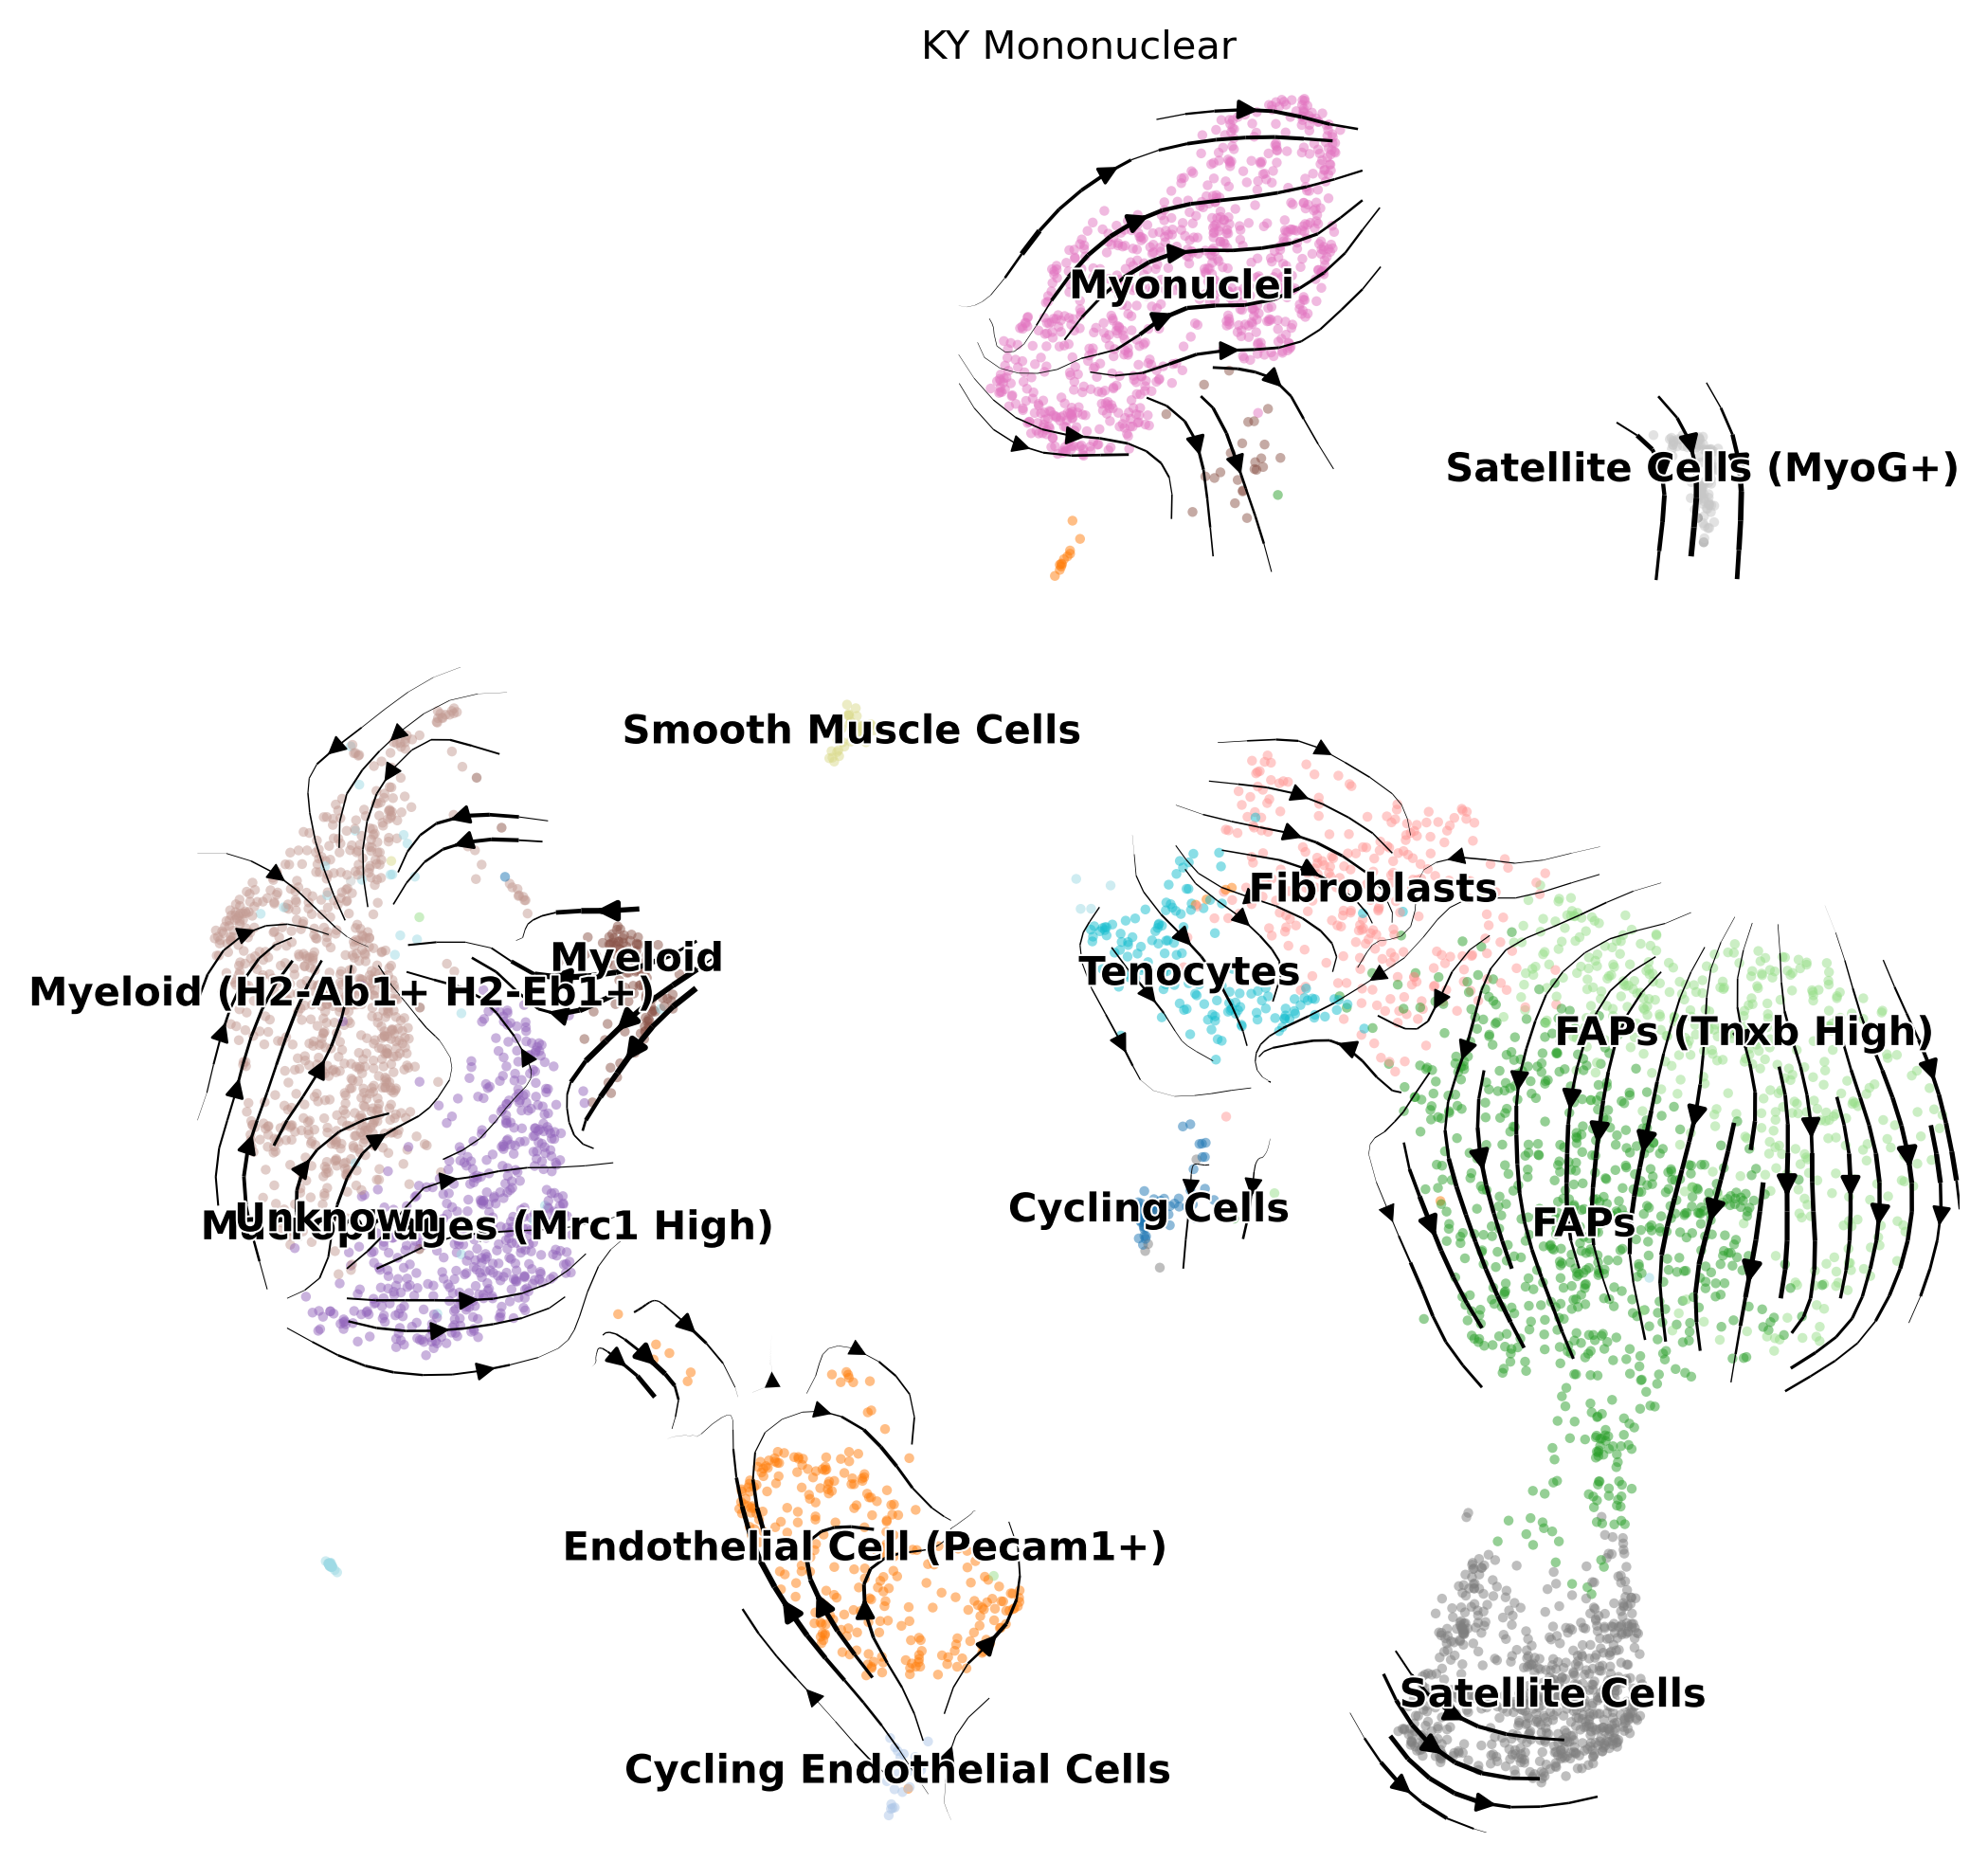 KY Mononuclear
Myonuclei
Satellite Cells (MyoG+)
Smooth Muscle Cells
Fibroblasts
Myeloid
Tenocytes
Myeloid (H2-Ab1+ H2-Eb1+)
FAPs (Tnxb High)
Cycling Cells
Unknown
Macrophages (Mrc1 High)
FAPs
Endothelial Cell (Pecam1+)
Satellite Cells
Cycling Endothelial Cells